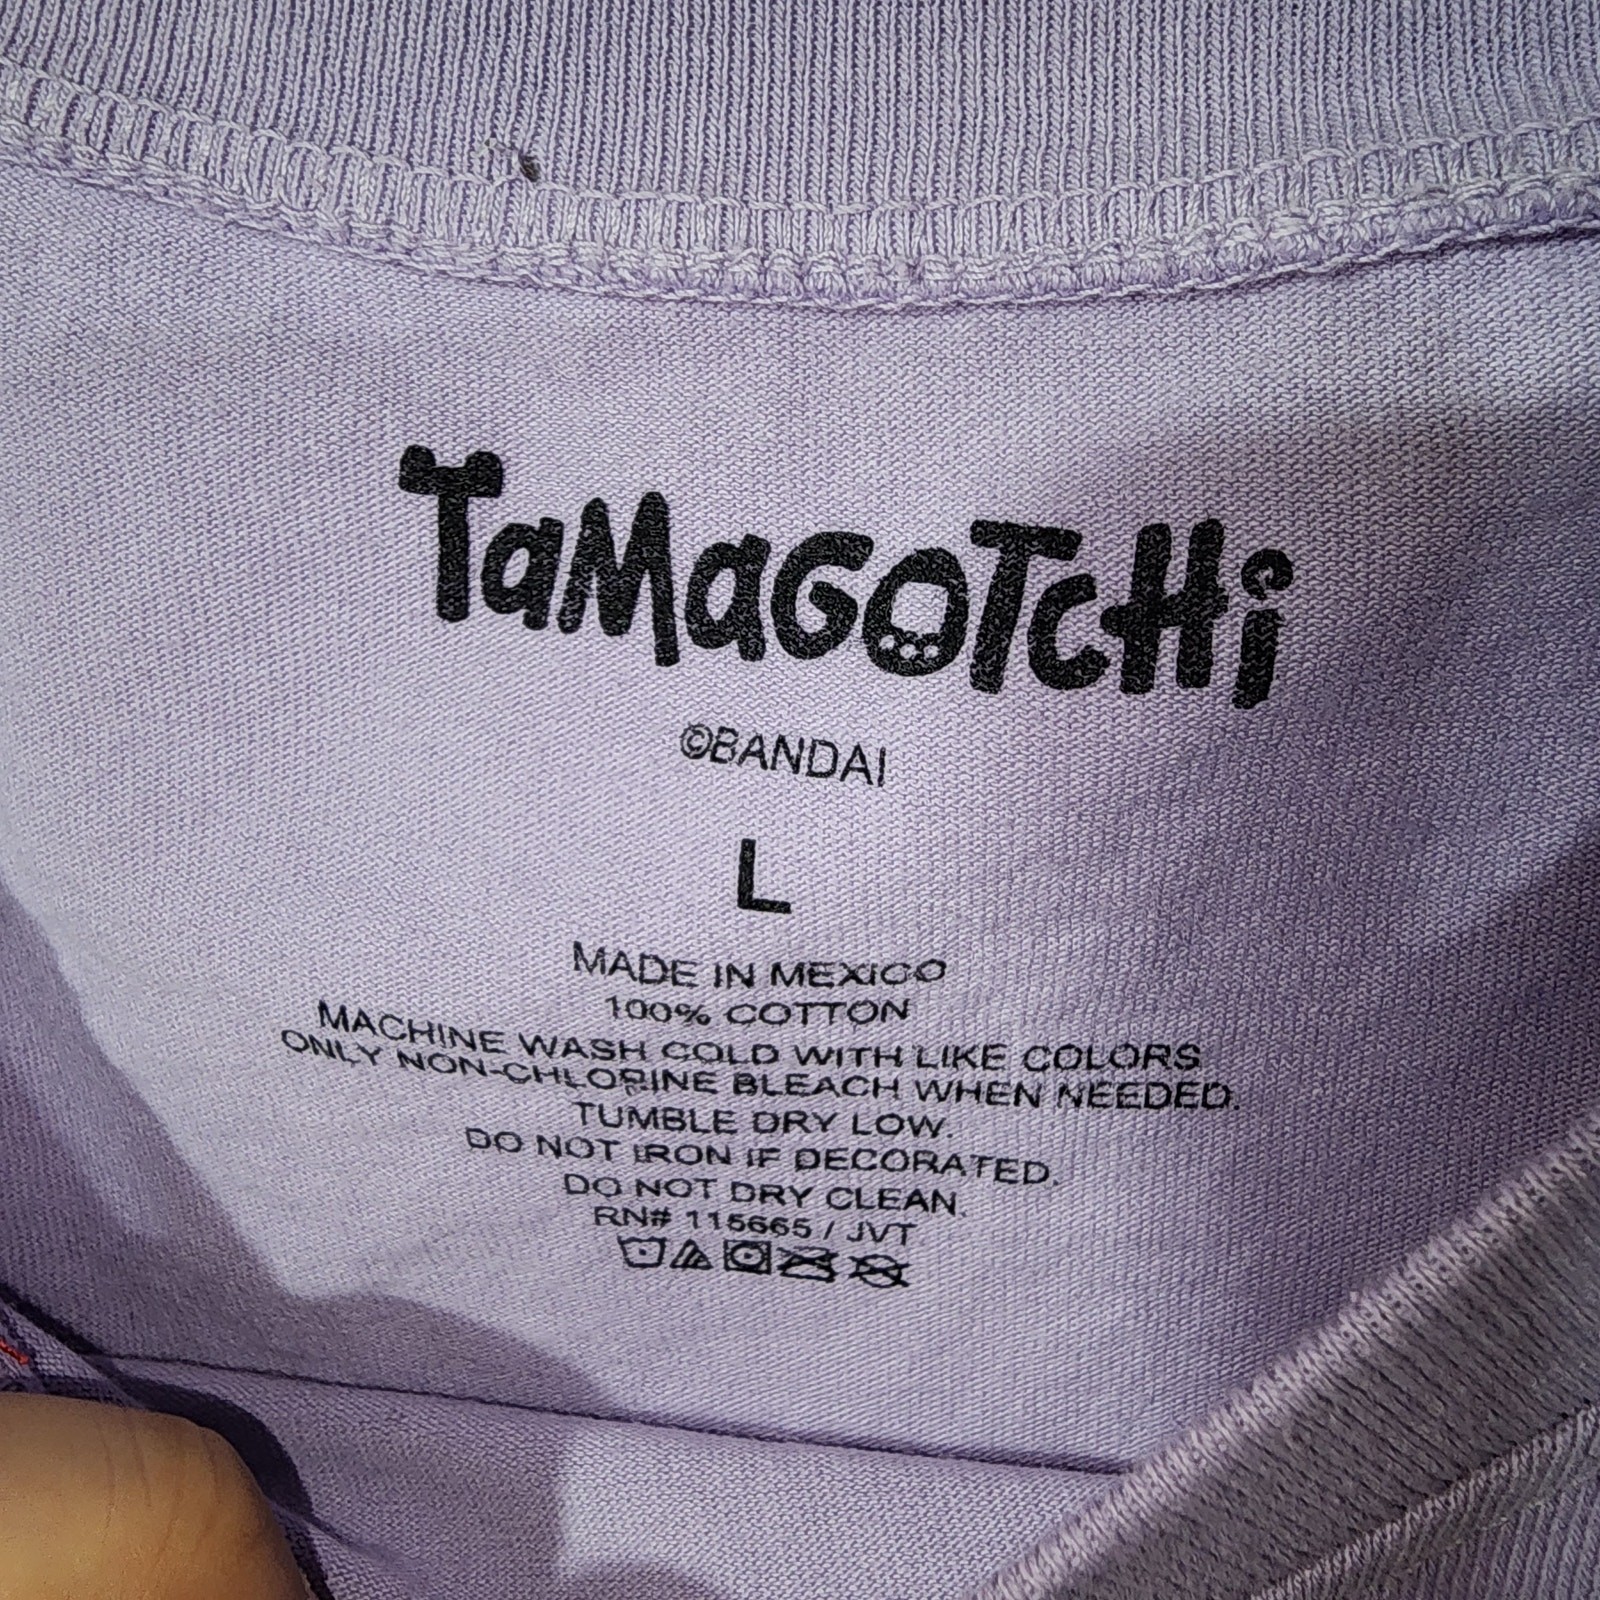 TaMaGOTcHi
©BANDAI
L
MADE IN MEXICO
100% COTTON
MACHINE WASH COLD WITH LIKE COLORS
ONLY NON-CHLORINE BLEACH WHEN NEEDED.
TUMBLE DRY LOW.
DO NOT IRON IF DECORATED.
DO NOT DRY CLEAN.
RN# 115665 / JVT